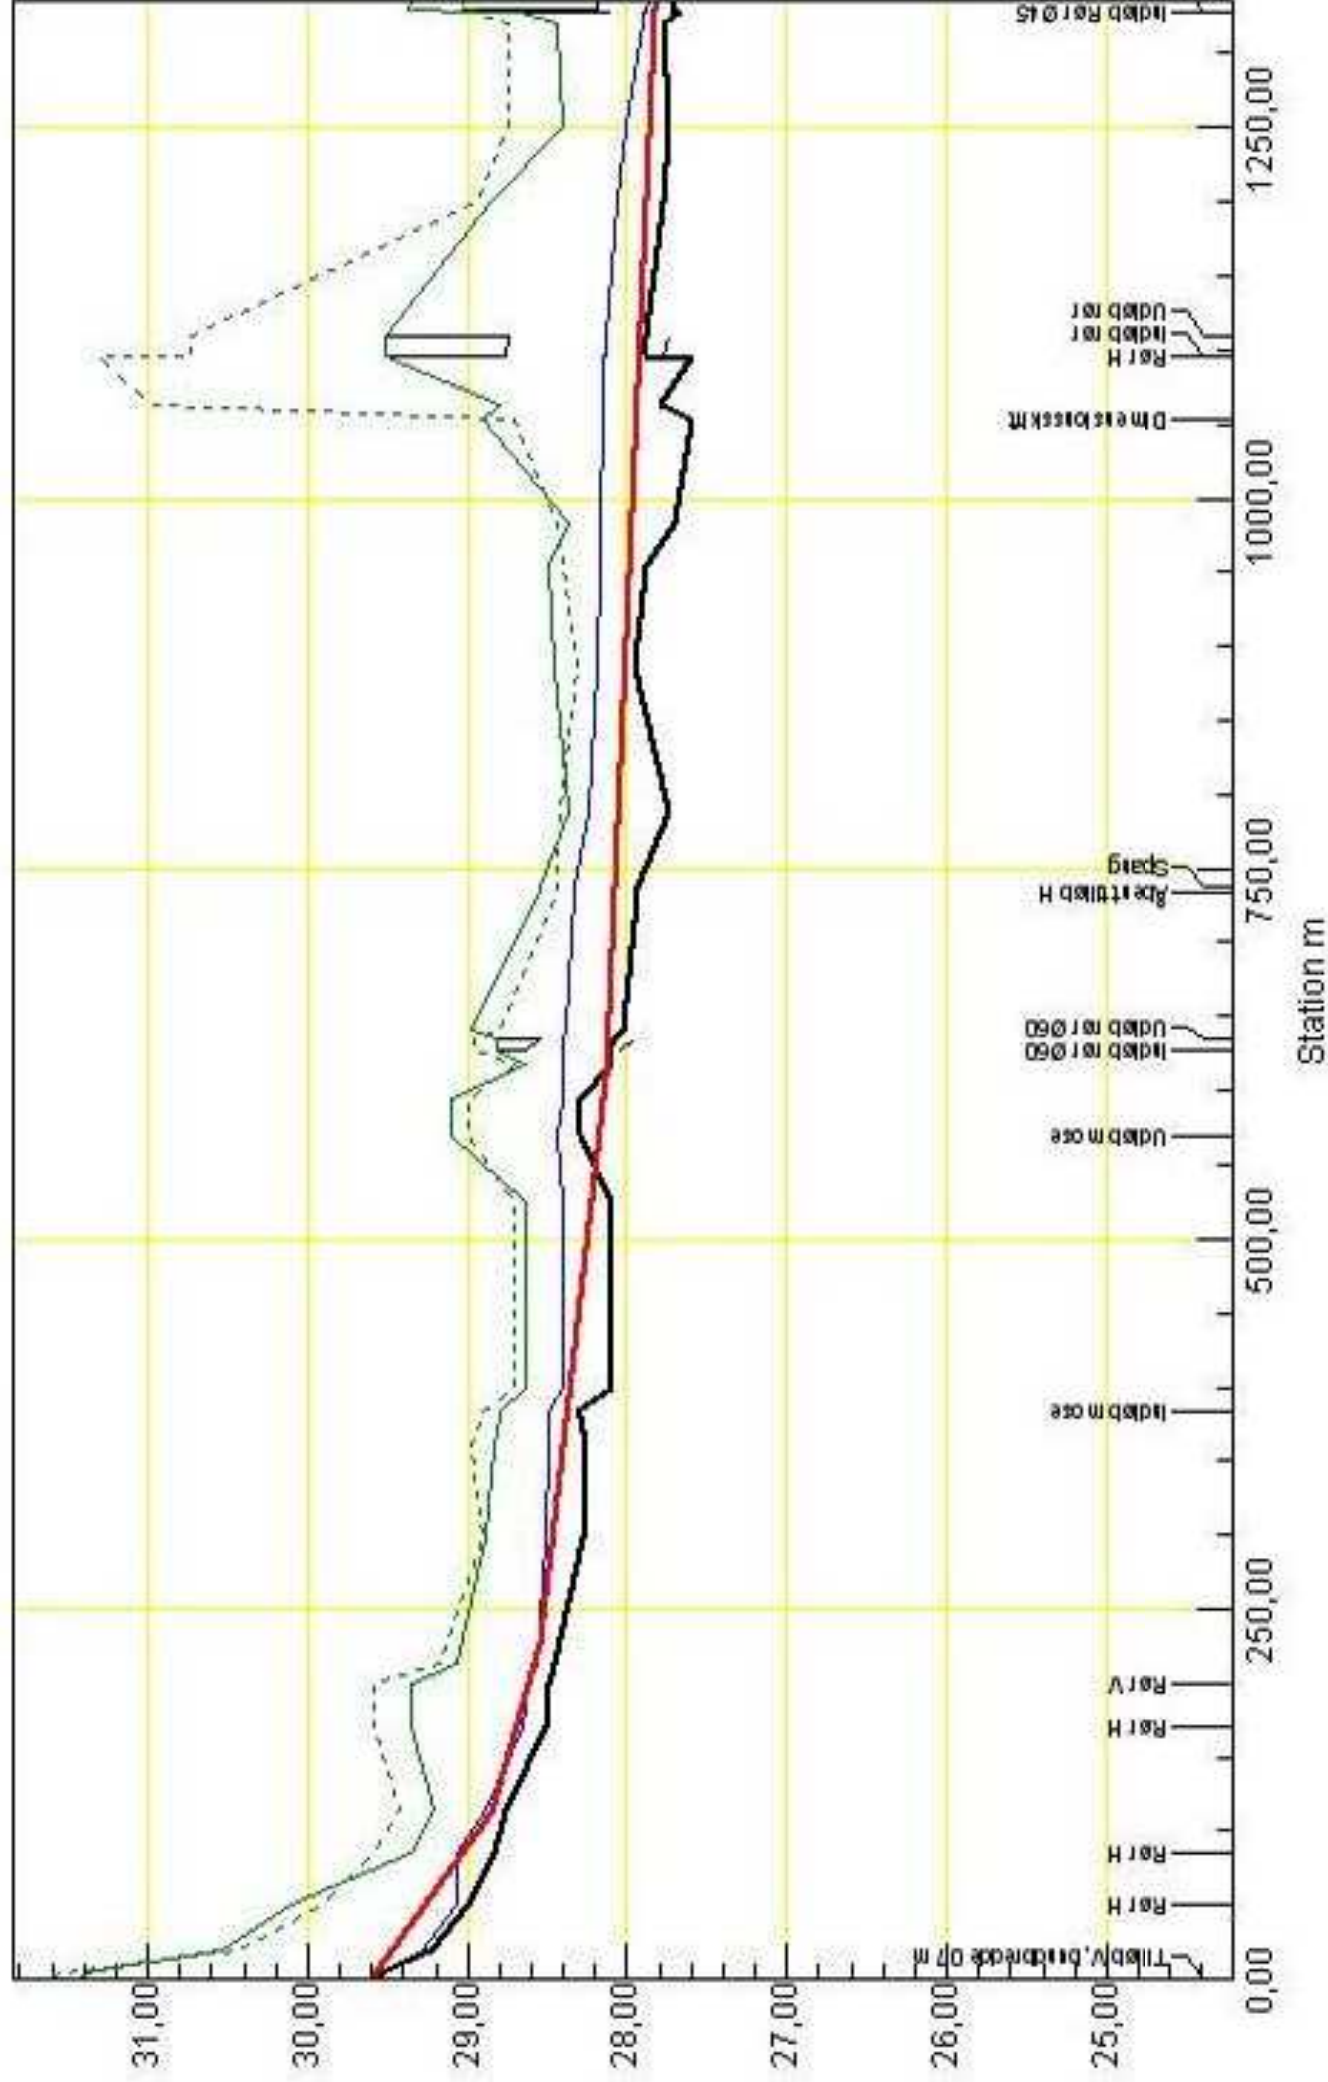 31,00
30,00
29,00
28,00
27,00
26,00
25,00
0,00
250,00
500,00
750,00
1000,00
1250,00
Station m
Tilløb V, bundbredde 0.7 m
Rør H
Rør H
Rør H
Rør V
Indløb mose
Udløb mose
Indløb rør Ø60
Udløb rør Ø60
Åbent tilløb H
Spang
Dimensionsskift
Rør H
Indløb rør
Udløb rør
Indløb Rør Ø45